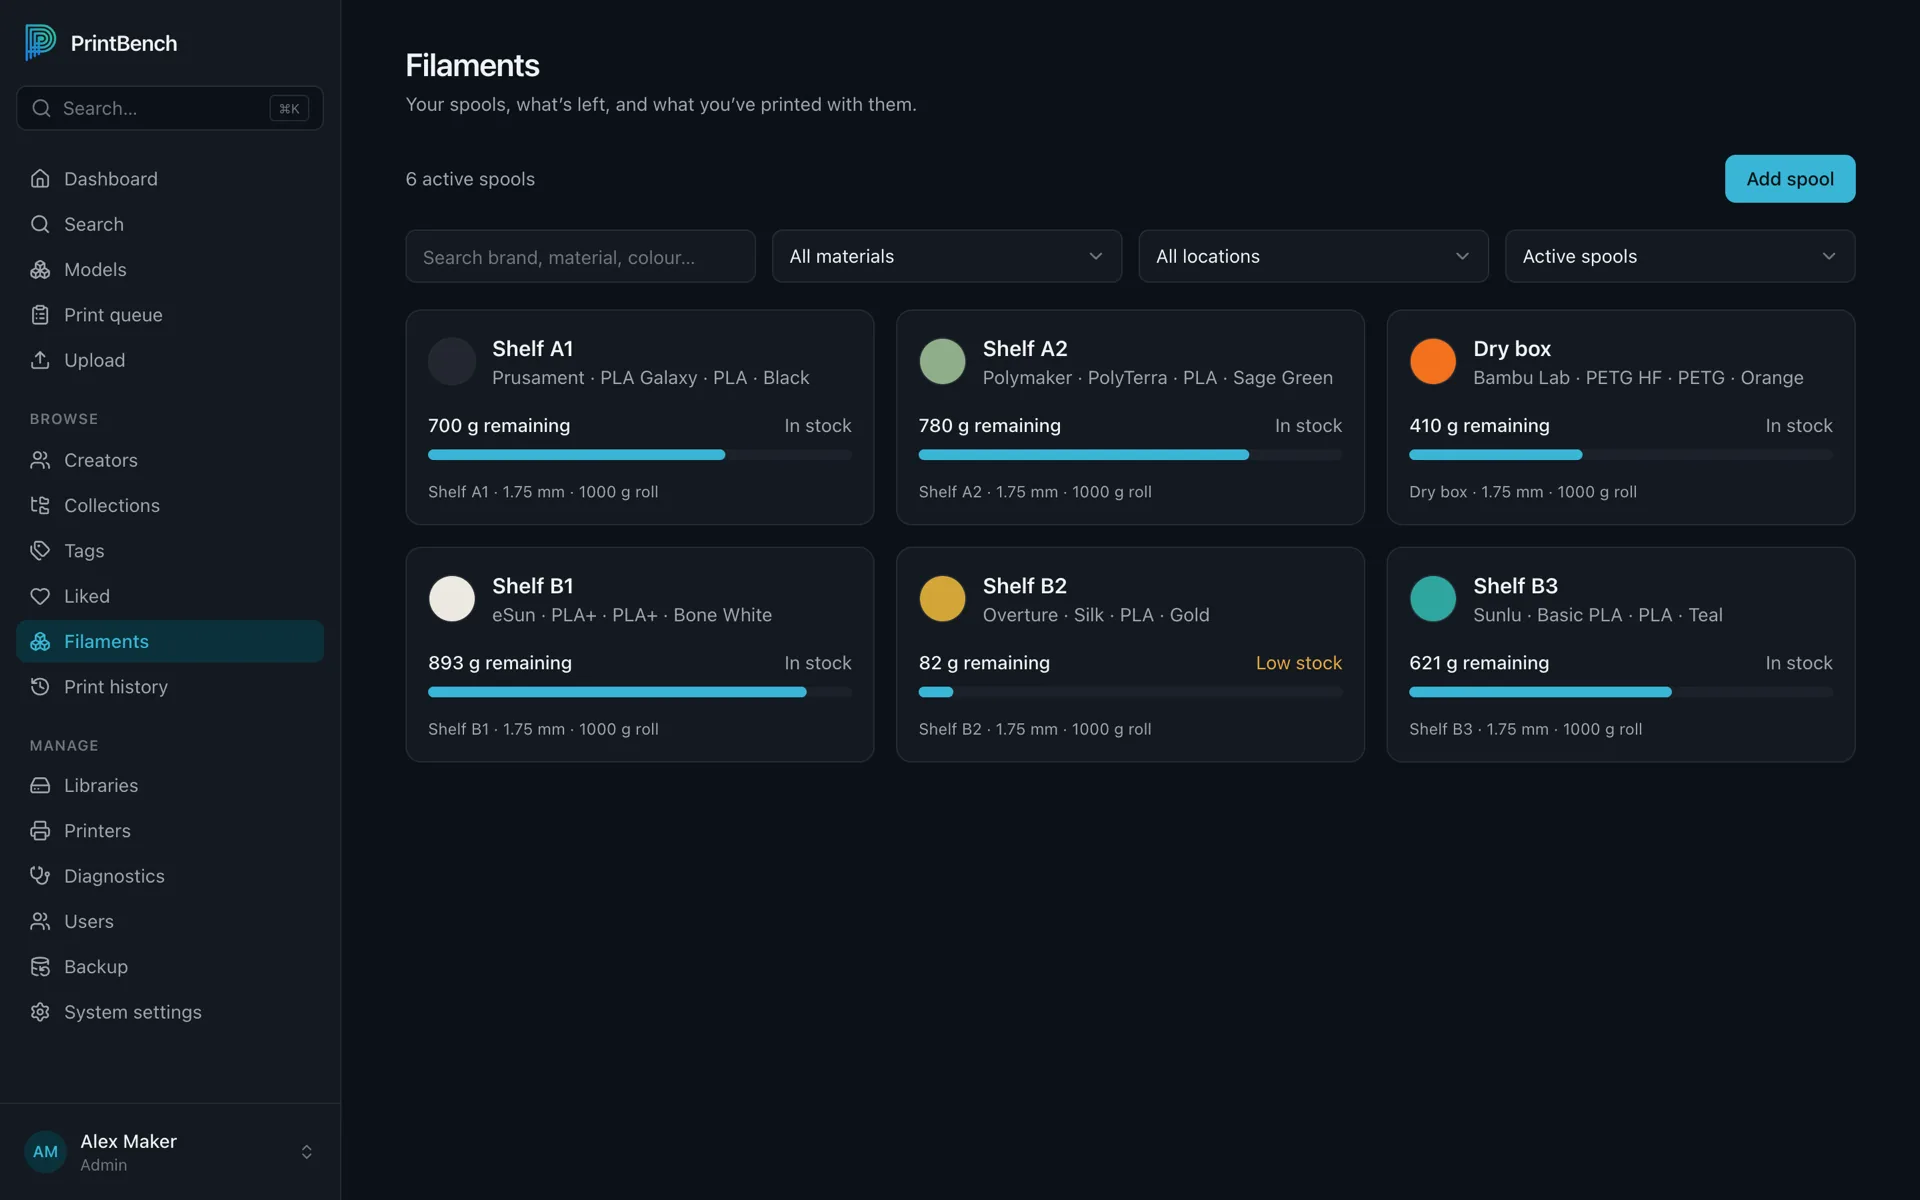 PrintBench
Search...
⌘K
Dashboard
Search
Models
Print queue
Upload
BROWSE
Creators
Collections
Tags
Liked
Filaments
Print history
MANAGE
Libraries
Printers
Diagnostics
Users
Backup
System settings
AM
Alex Maker
Admin
Filaments
Your spools, what’s left, and what you’ve printed with them.
6 active spools
Add spool
Search brand, material, colour...
All materials
All locations
Active spools
Shelf A1
Prusament · PLA Galaxy · PLA · Black
700 g remaining
In stock
Shelf A1 · 1.75 mm · 1000 g roll
Shelf A2
Polymaker · PolyTerra · PLA · Sage Green
780 g remaining
In stock
Shelf A2 · 1.75 mm · 1000 g roll
Dry box
Bambu Lab · PETG HF · PETG · Orange
410 g remaining
In stock
Dry box · 1.75 mm · 1000 g roll
Shelf B1
eSun · PLA+ · PLA+ · Bone White
893 g remaining
In stock
Shelf B1 · 1.75 mm · 1000 g roll
Shelf B2
Overture · Silk · PLA · Gold
82 g remaining
Low stock
Shelf B2 · 1.75 mm · 1000 g roll
Shelf B3
Sunlu · Basic PLA · PLA · Teal
621 g remaining
In stock
Shelf B3 · 1.75 mm · 1000 g roll